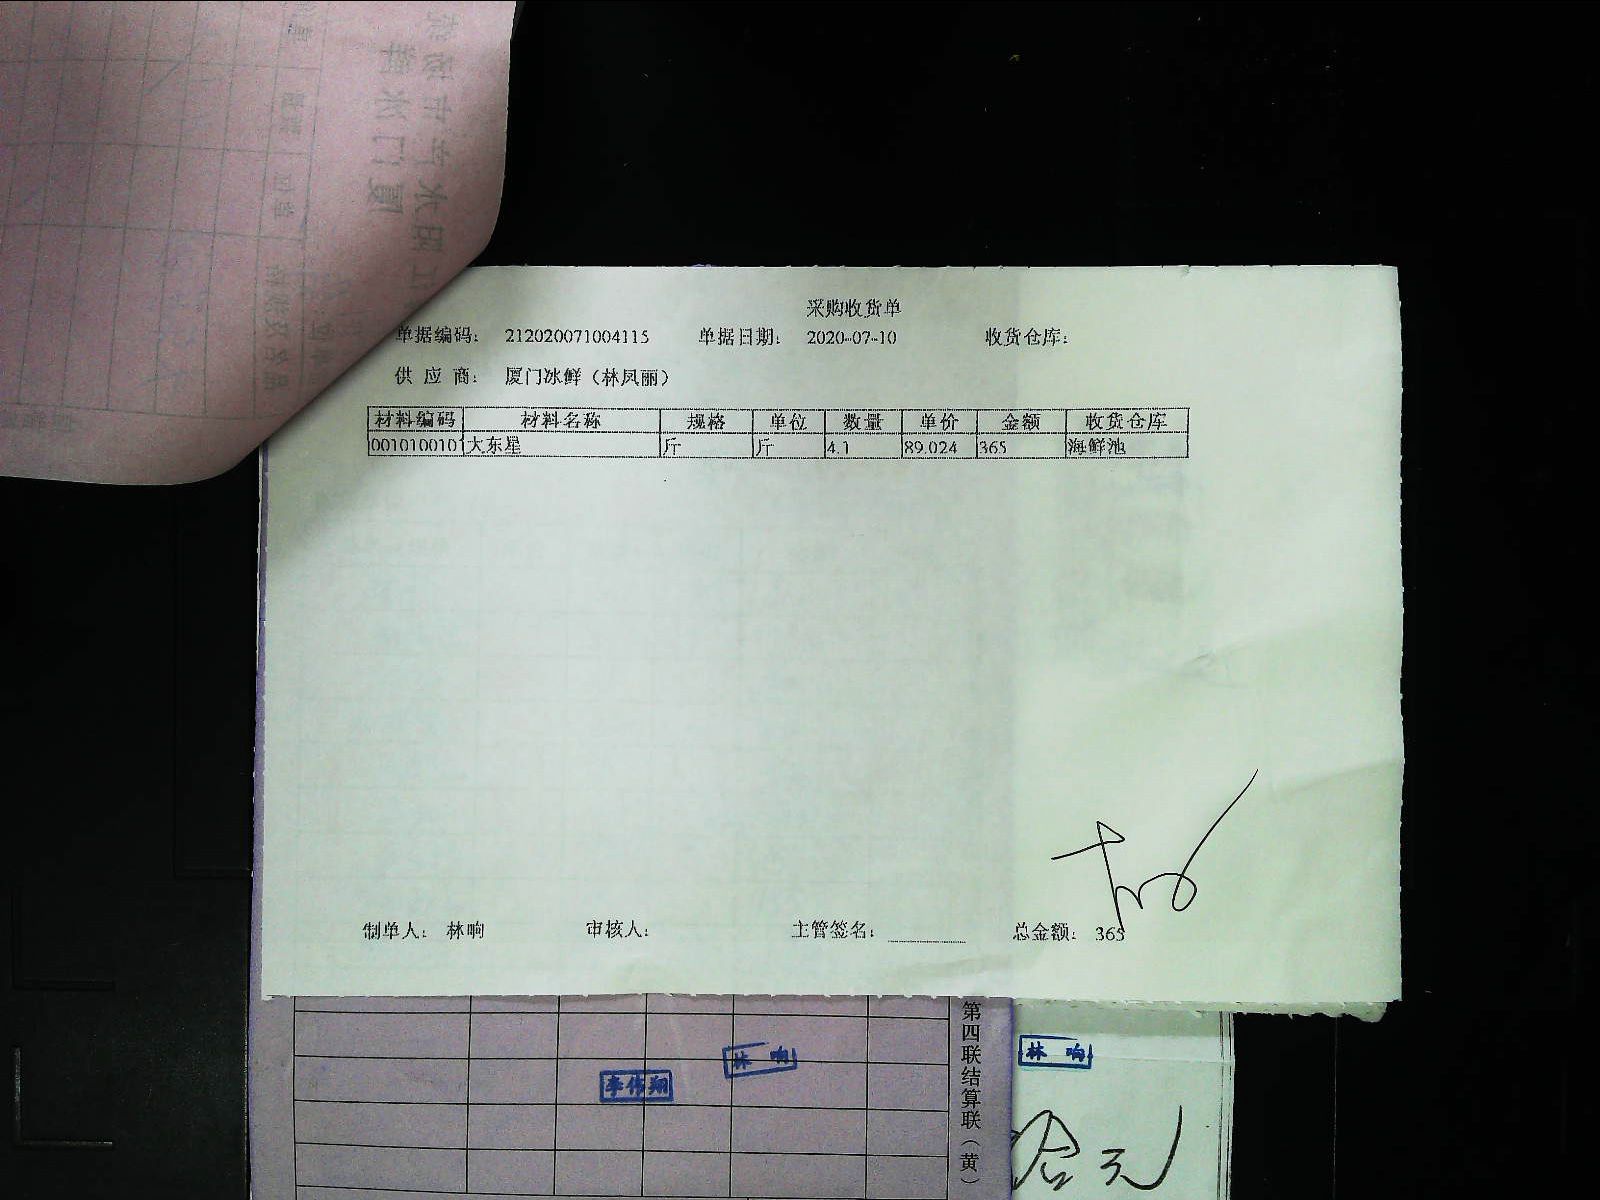 采购收货单
单据编码: 212020071004115 单据日期: 2020-07-10 收货仓库:
供应商: 厦门冰鲜(林凤丽)
材料编码 材料名称 规格 单位 数量 单价 金额 收货仓库
001010010 大东星 斤 斤 4.1 89.024 365 海鲜池
制单人: 林响 审核人: 主管签名: 总金额: 365
第四联结算联(黄)
林 响
林 响
李伟翔